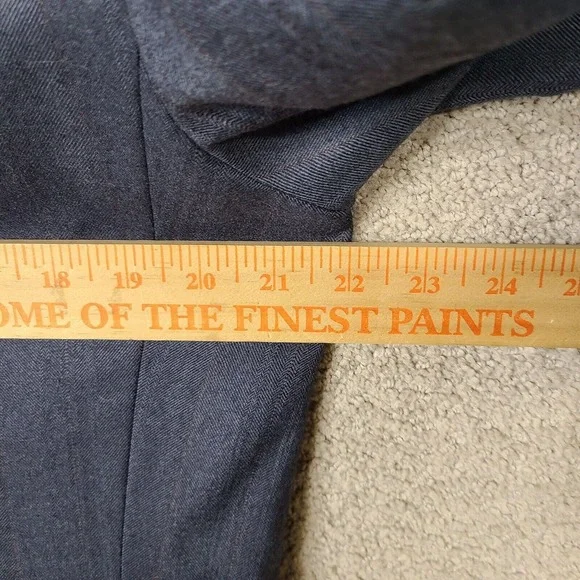 18 19 20 21 22 23 24
OME OF THE FINEST PAINTS